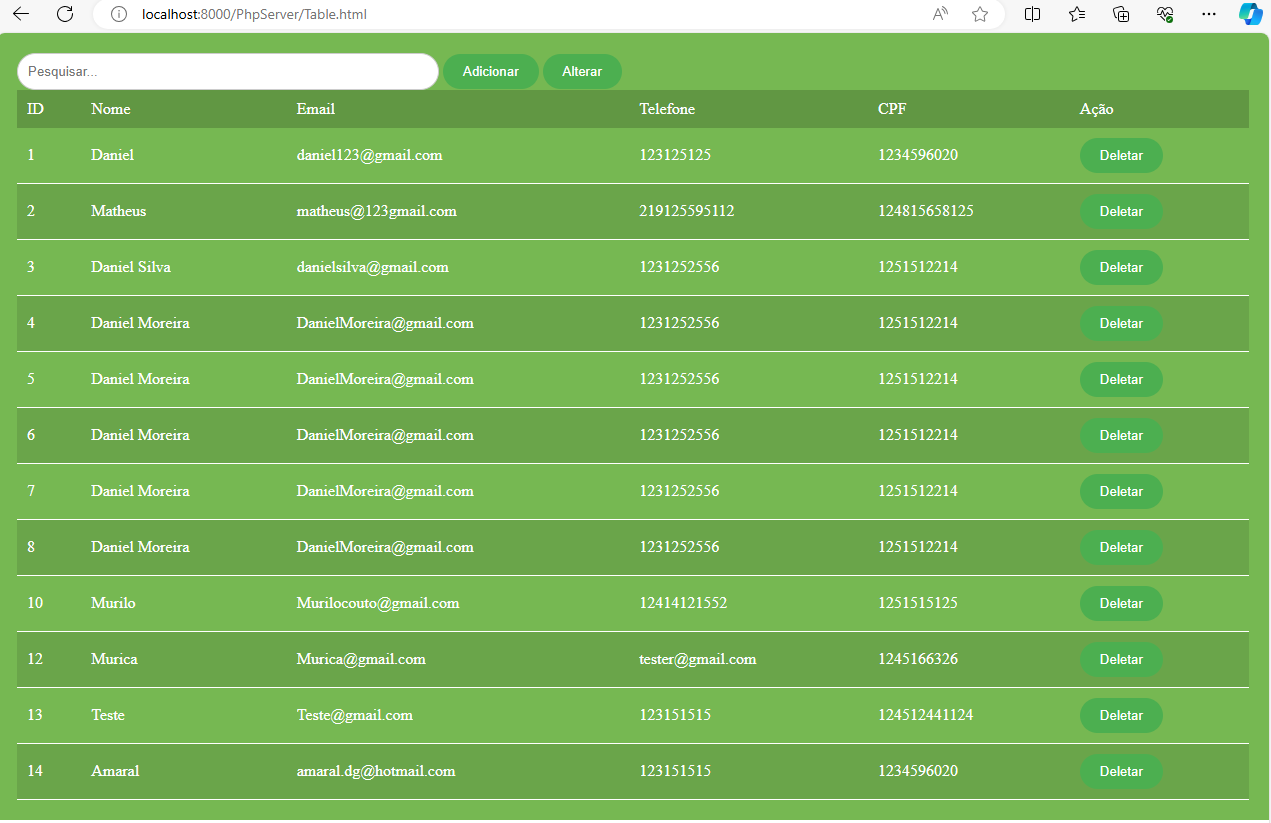 localhost:8000/PhpServer/Table.html
Pesquisar... Adicionar Alterar
ID Nome Email Telefone CPF Ação
1 Daniel daniel123@gmail.com 123125125 1234596020 Deletar
2 Matheus matheus@123gmail.com 219125595112 124815658125 Deletar
3 Daniel Silva danielsilva@gmail.com 1231252556 1251512214 Deletar
4 Daniel Moreira DanielMoreira@gmail.com 1231252556 1251512214 Deletar
5 Daniel Moreira DanielMoreira@gmail.com 1231252556 1251512214 Deletar
6 Daniel Moreira DanielMoreira@gmail.com 1231252556 1251512214 Deletar
7 Daniel Moreira DanielMoreira@gmail.com 1231252556 1251512214 Deletar
8 Daniel Moreira DanielMoreira@gmail.com 1231252556 1251512214 Deletar
10 Murilo Murilocouto@gmail.com 12414121552 1251515125 Deletar
12 Murica Murica@gmail.com tester@gmail.com 1245166326 Deletar
13 Teste Teste@gmail.com 123151515 124512441124 Deletar
14 Amaral amaral.dg@hotmail.com 123151515 1234596020 Deletar